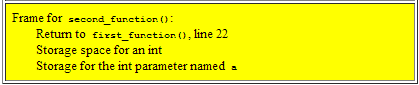 Frame for second_function():
Return to first_function(), line 22
Storage space for an int
Storage for the int parameter named a